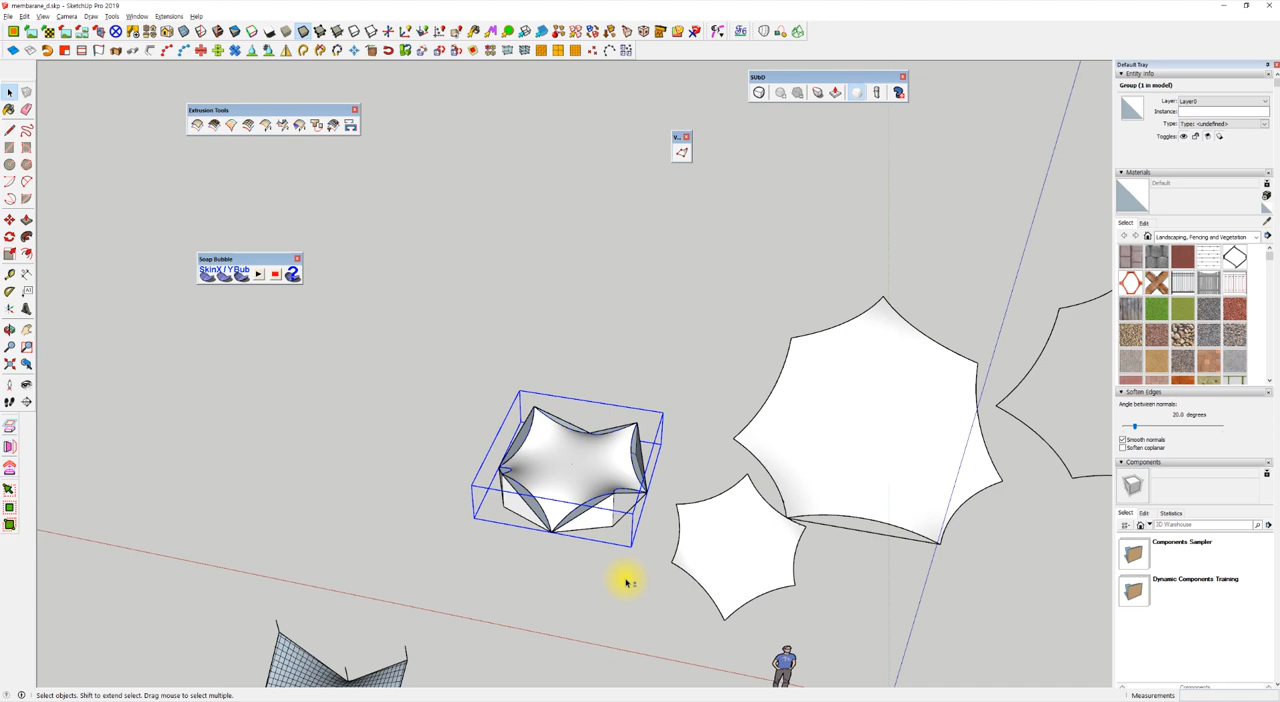 membarane_d.skp - SketchUp Pro 2019
File Edit View Camera Draw Tools Window Extensions Help
Default Tray
Entity Info
Group (1 in model)
Layer: Layer0
Instance:
Type: Type: <undefined>
Toggles:
Materials
Default
Select Edit
Landscaping, Fencing and Vegetation
Soften Edges
Angle between normals:
20.0 degrees
Smooth normals
Soften coplanar
Components
Select Edit Statistics
3D Warehouse
Components Sampler
Dynamic Components Training
Components
Extrusion Tools
SUbD
V...
Soap Bubble
Skin X / Y Bub
Select objects. Shift to extend select. Drag mouse to select multiple.
Measurements